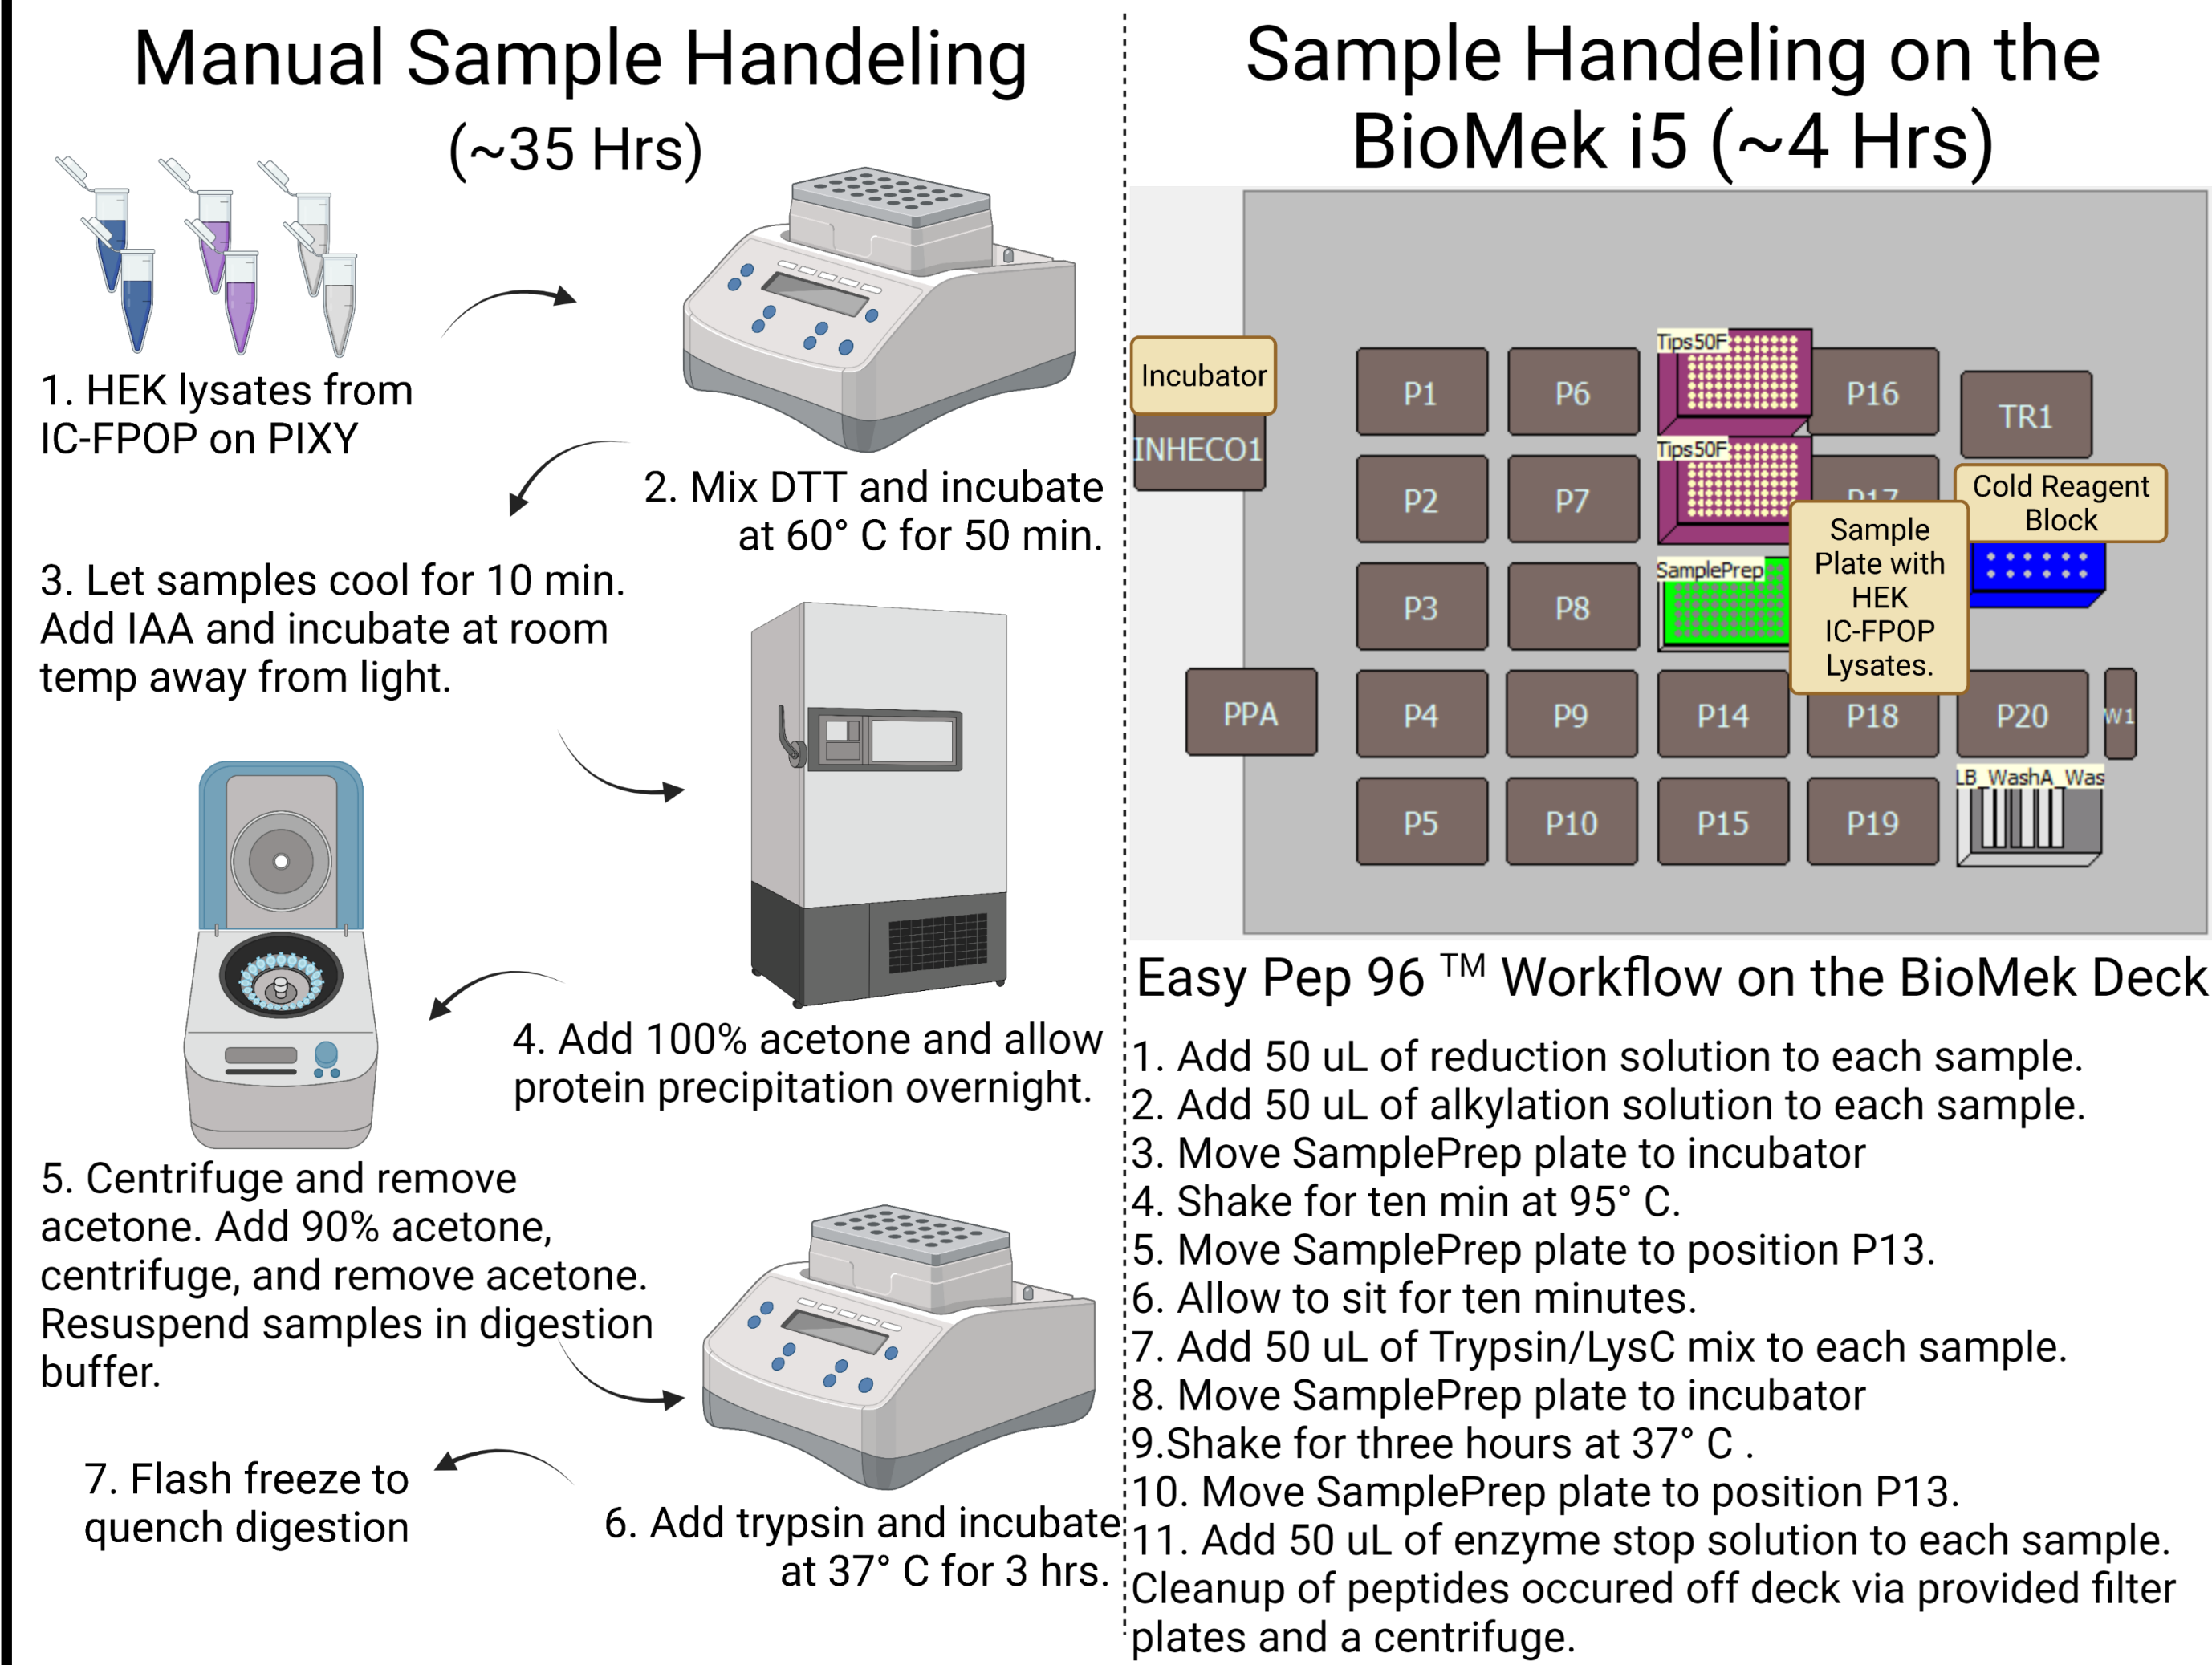 Manual Sample Handeling
(~35 Hrs)
1. HEK lysates from
IC-FPOP on PIXY
2. Mix DTT and incubate
at 60° C for 50 min.
3. Let samples cool for 10 min.
Add IAA and incubate at room
temp away from light.
4. Add 100% acetone and allow
protein precipitation overnight.
5. Centrifuge and remove
acetone. Add 90% acetone,
centrifuge, and remove acetone.
Resuspend samples in digestion
buffer.
6. Add trypsin and incubate
at 37° C for 3 hrs.
7. Flash freeze to
quench digestion
Sample Handeling on the
BioMek i5 (~4 Hrs)
Incubator
INHECO1
P1
P6
Tips50F
P16
TR1
P2
P7
Tips50F
P17
Cold Reagent
Block
P3
P8
SamplePrep
Sample
Plate with
HEK
IC-FPOP
Lysates.
PPA
P4
P9
P14
P18
P20
W1
P5
P10
P15
P19
LB_WashA_Was
Easy Pep 96 ™ Workflow on the BioMek Deck
1. Add 50 uL of reduction solution to each sample.
2. Add 50 uL of alkylation solution to each sample.
3. Move SamplePrep plate to incubator
4. Shake for ten min at 95° C.
5. Move SamplePrep plate to position P13.
6. Allow to sit for ten minutes.
7. Add 50 uL of Trypsin/LysC mix to each sample.
8. Move SamplePrep plate to incubator
9.Shake for three hours at 37° C .
10. Move SamplePrep plate to position P13.
11. Add 50 uL of enzyme stop solution to each sample.
Cleanup of peptides occured off deck via provided filter
plates and a centrifuge.